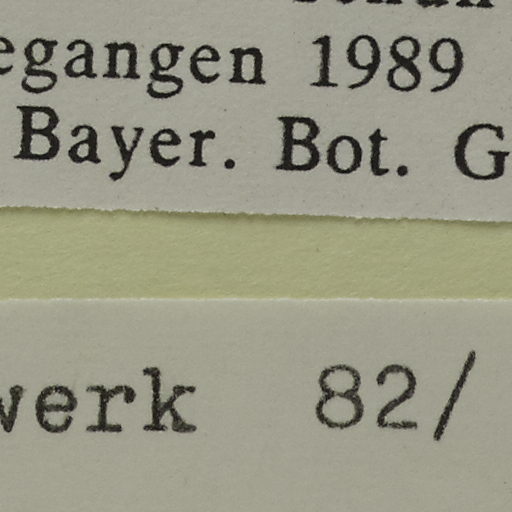 egangen 1989
Bayer. Bot. G
werk 82/